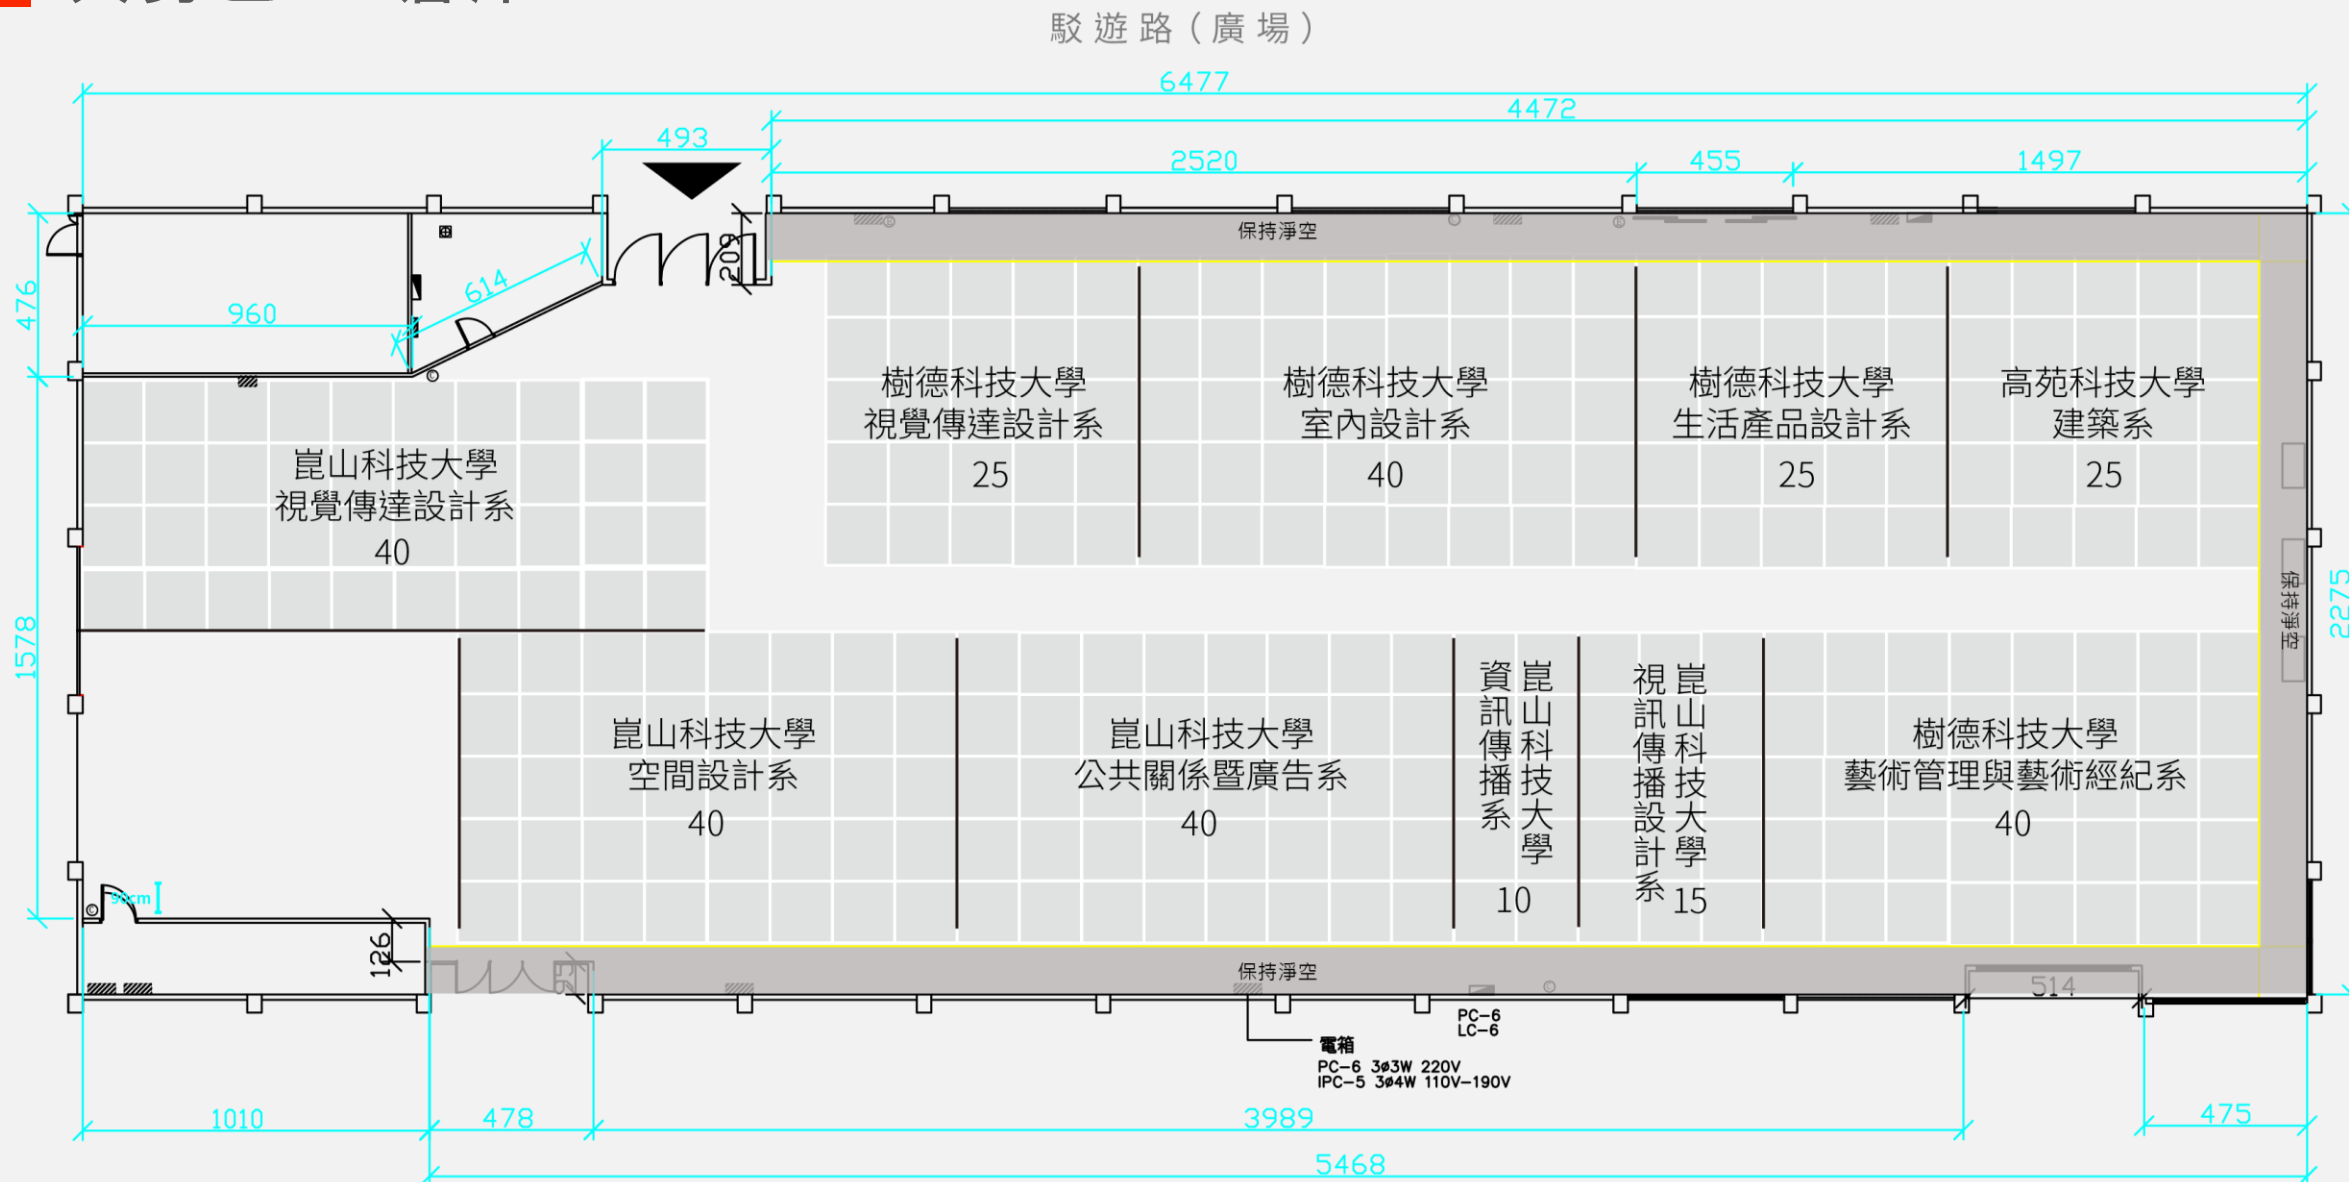 駁遊路(廣場)
6477
4472
493
2520
455
1497
保持淨空
209
476
614
960
樹德科技大學
視覺傳達設計系
25
樹德科技大學
室內設計系
40
樹德科技大學
生活產品設計系
25
高苑科技大學
建築系
25
崑山科技大學
視覺傳達設計系
40
保持淨空
2275
1578
崑山科技大學
空間設計系
40
崑山科技大學
公共關係暨廣告系
40
崑山科技大學
資訊傳播系
10
崑山科技大學
視訊傳播設計系
15
樹德科技大學
藝術管理與藝術經紀系
40
90cm
126
保持淨空
514
PC-6
LC-6
電箱
PC-6 3ø3W 220V
IPC-5 3ø4W 110V-190V
1010
478
3989
475
5468